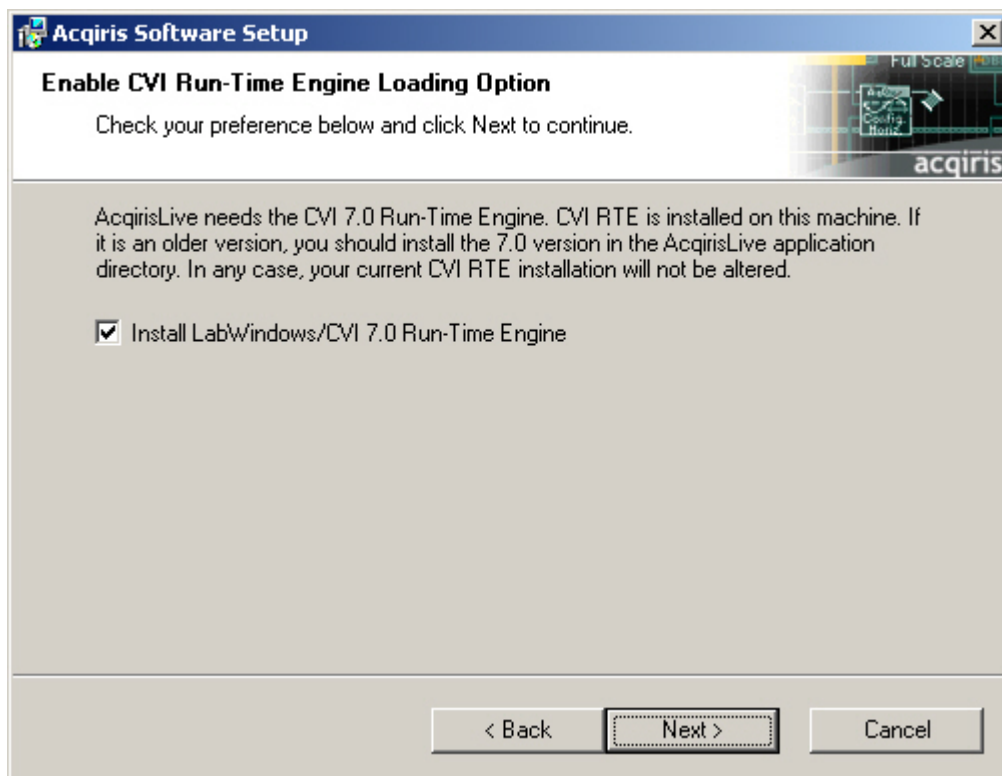 Acqiris Software Setup
Enable CVI Run-Time Engine Loading Option
Check your preference below and click Next to continue.
Full Scale
Config.
Horiz.
acqiris
AcqirisLive needs the CVI 7.0 Run-Time Engine. CVI RTE is installed on this machine. If
it is an older version, you should install the 7.0 version in the AcqirisLive application
directory. In any case, your current CVI RTE installation will not be altered.
Install LabWindows/CVI 7.0 Run-Time Engine
< Back
Next >
Cancel